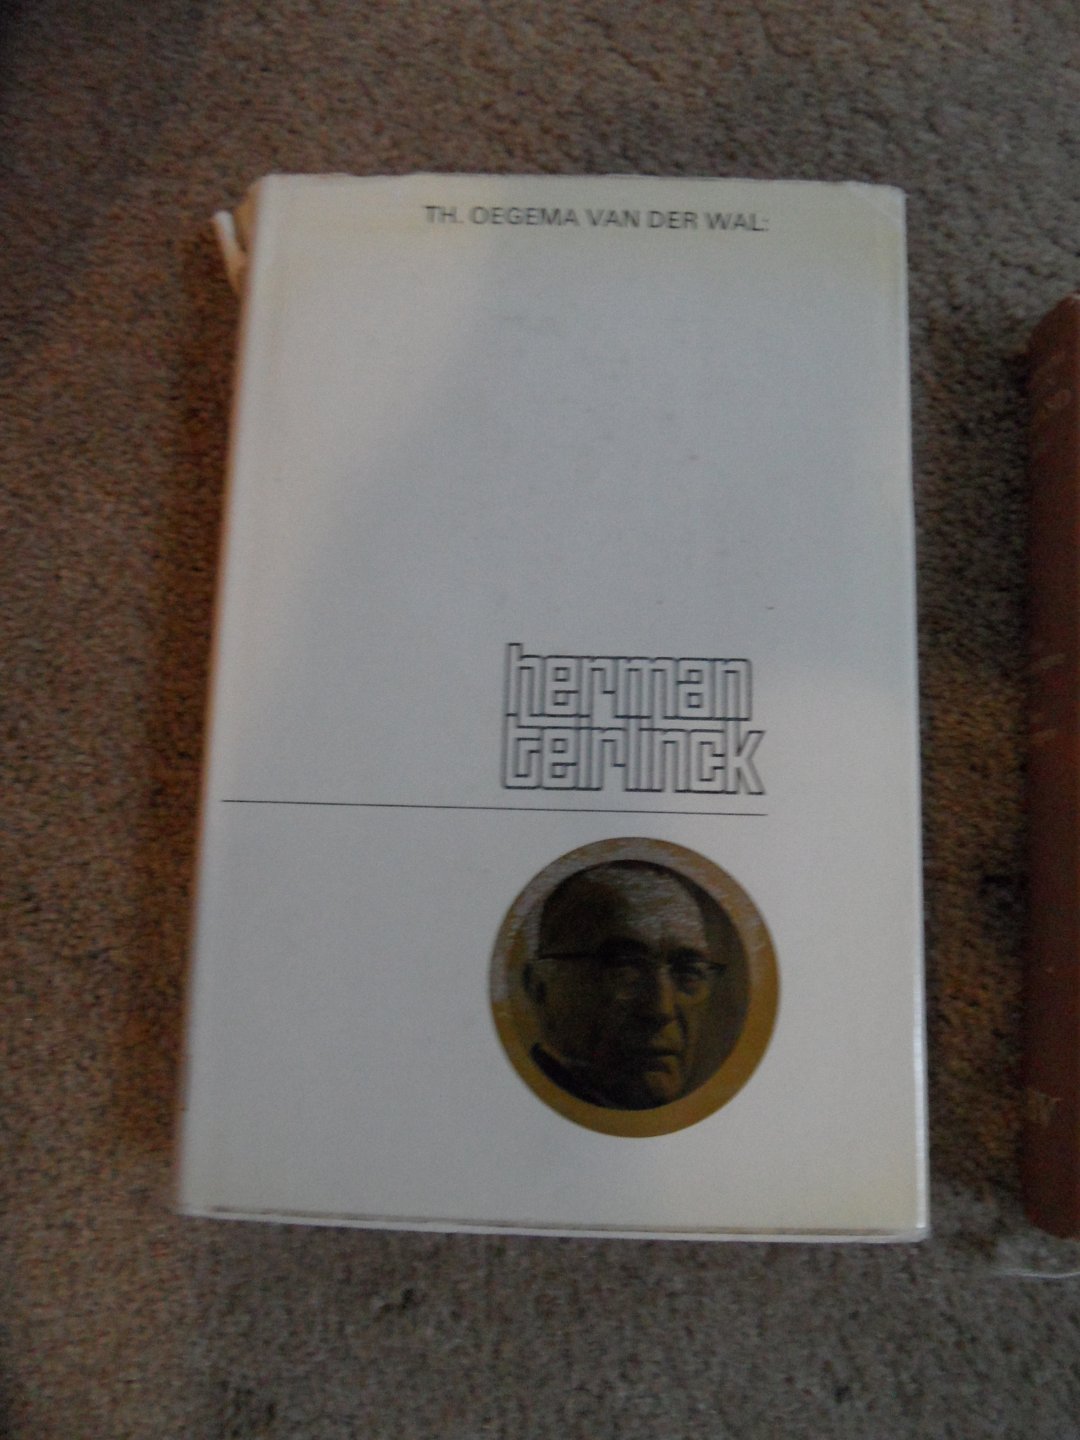 TH. OEGEMA VAN DER WAL:
herman
teirlinck